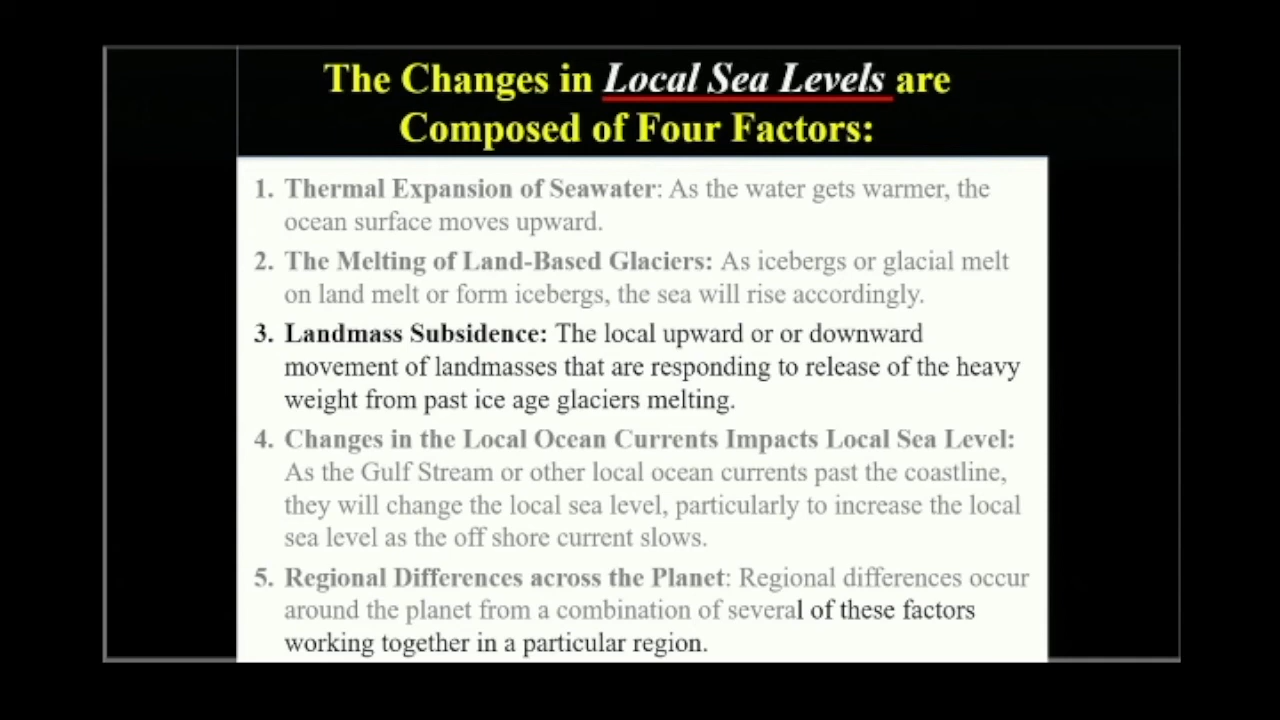 The Changes in Local Sea Levels are
Composed of Four Factors:
1. Thermal Expansion of Seawater: As the water gets warmer, the
ocean surface moves upward.
2. The Melting of Land-Based Glaciers: As icebergs or glacial melt
on land melt or form icebergs, the sea will rise accordingly.
3. Landmass Subsidence: The local upward or or downward
movement of landmasses that are responding to release of the heavy
weight from past ice age glaciers melting.
4. Changes in the Local Ocean Currents Impacts Local Sea Level:
As the Gulf Stream or other local ocean currents past the coastline,
they will change the local sea level, particularly to increase the local
sea level as the off shore current slows.
5. Regional Differences across the Planet: Regional differences occur
around the planet from a combination of several of these factors
working together in a particular region.